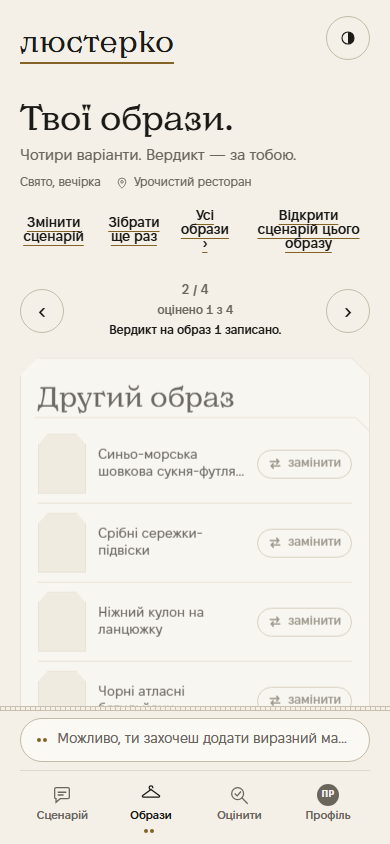 люстерко
Твої образи.
Чотири варіанти. Вердикт — за тобою.
Свято, вечірка Урочистий ресторан
Змінити
сценарій
Зібрати
ще раз
Усі
образи
›
Відкрити
сценарій цього
образу
2 / 4
‹
оцінено 1 з 4
›
Вердикт на образ 1 записано.
Другий образ
Синьо-морська
шовкова сукня-футля...
замінити
Срібні сережки-
підвіски
замінити
Ніжний кулон на
ланцюжку
замінити
Чорні атласні
замінити
Можливо, ти захочеш додати виразний ма...
ПР
Сценарій Образи Оцінити Профіль